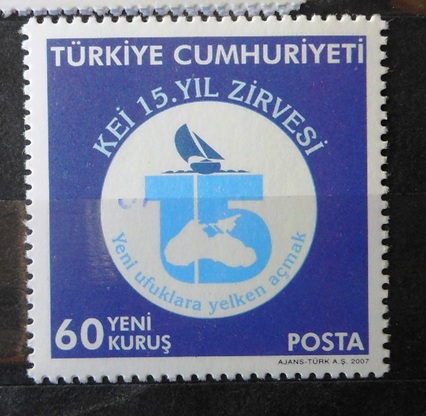 TÜRKİYE CUMHURİYETİ
KEİ 15.YIL ZİRVESİ
15
Yeni ufuklara yelken açmak
60 YENİ
KURUŞ
POSTA
AJANS-TÜRK A.Ş. 2007